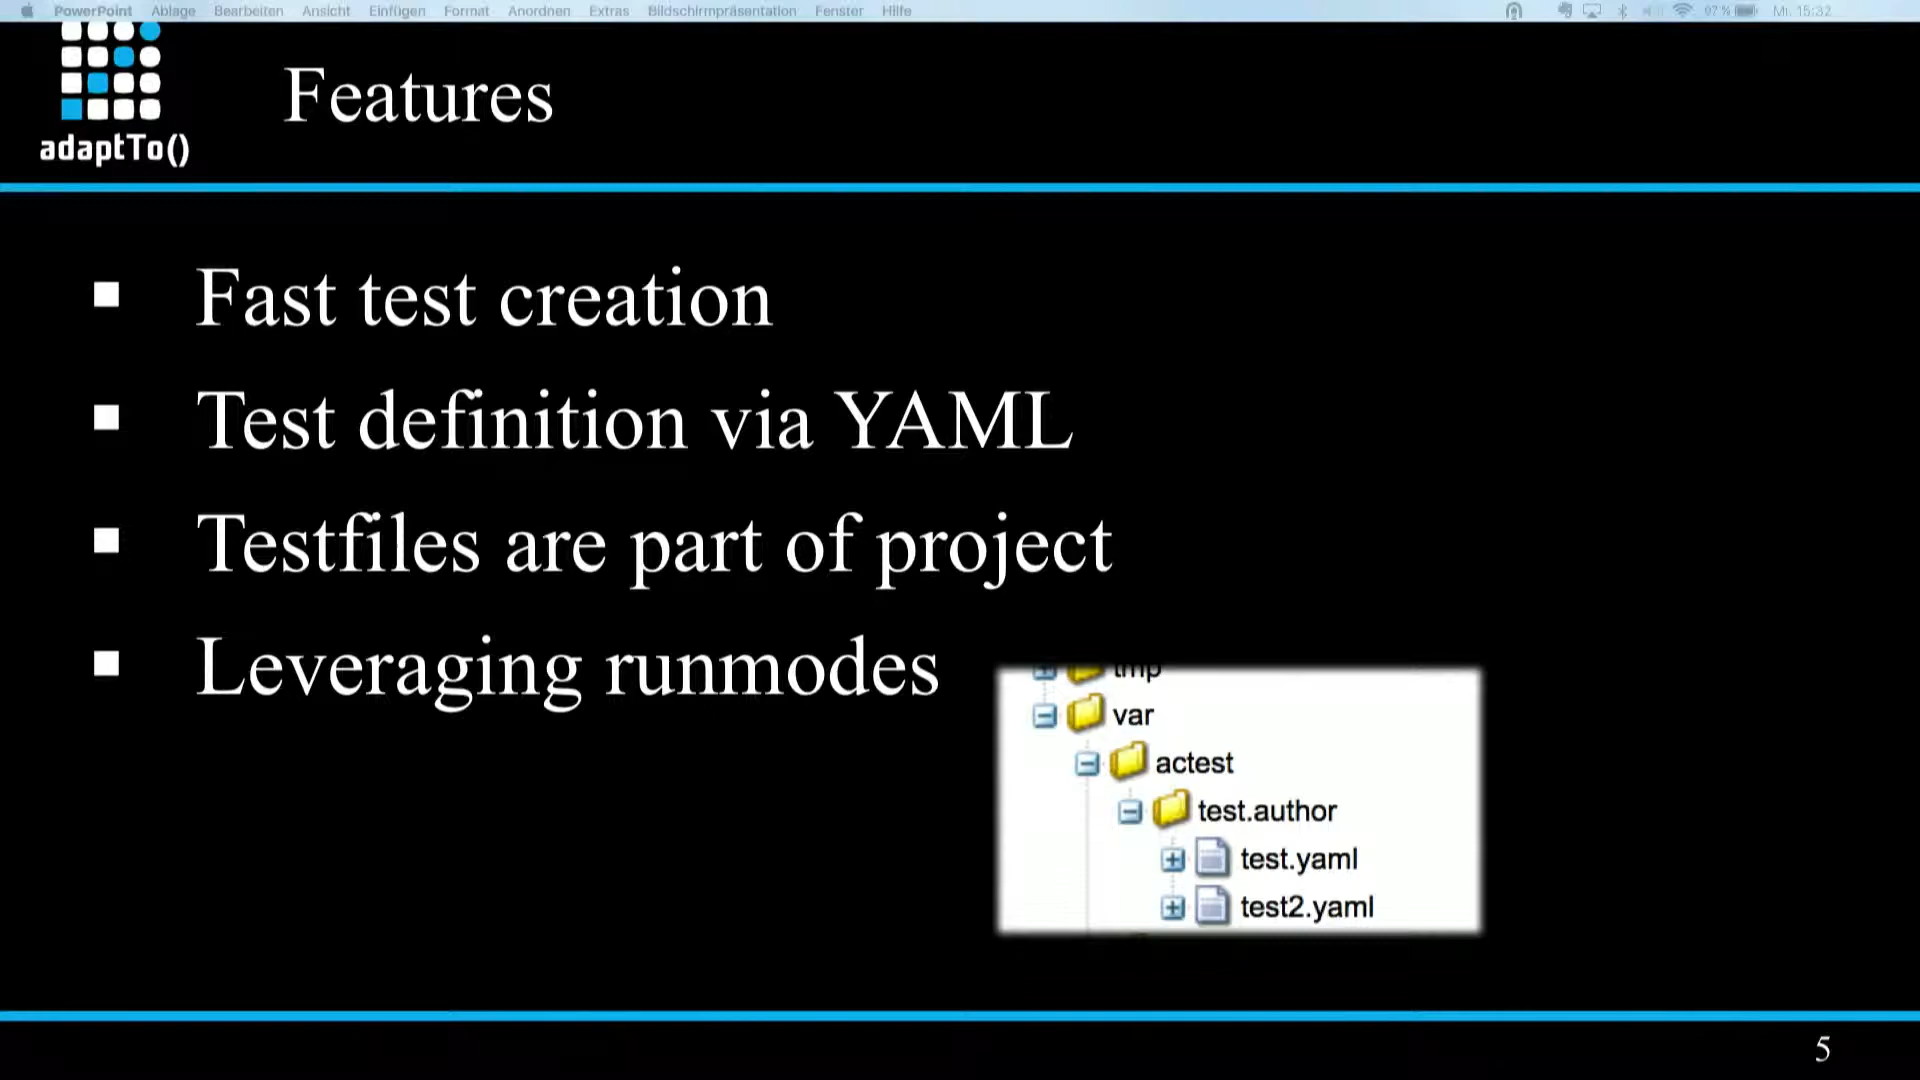 PowerPoint Ablage Bearbeiten Ansicht Einfügen Format Anordnen Extras Bildschirmpräsentation Fenster Hilfe 97 % Mi. 15:32
adaptTo()
Features
Fast test creation
Test definition via YAML
Testfiles are part of project
Leveraging runmodes
tmp
var
actest
test.author
test.yaml
test2.yaml
5